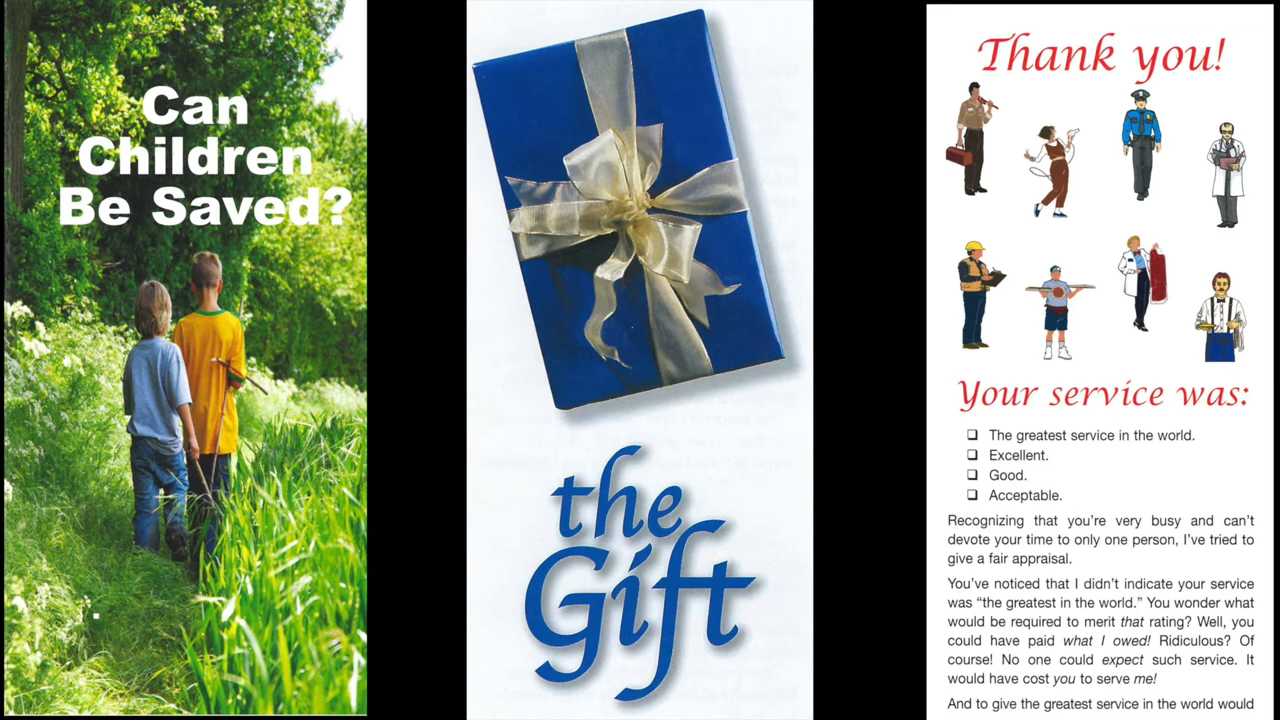 Can
Children
Be Saved?
the
Gift
Thank you!
Your service was:
❑ The greatest service in the world.
❑ Excellent.
❑ Good.
❑ Acceptable.
Recognizing that you're very busy and can't
devote your time to only one person, I've tried to
give a fair appraisal.
You've noticed that I didn't indicate your service
was “the greatest in the world.” You wonder what
would be required to merit that rating? Well, you
could have paid what I owed! Ridiculous? Of
course! No one could expect such service. It
would have cost you to serve me!
And to give the greatest service in the world would